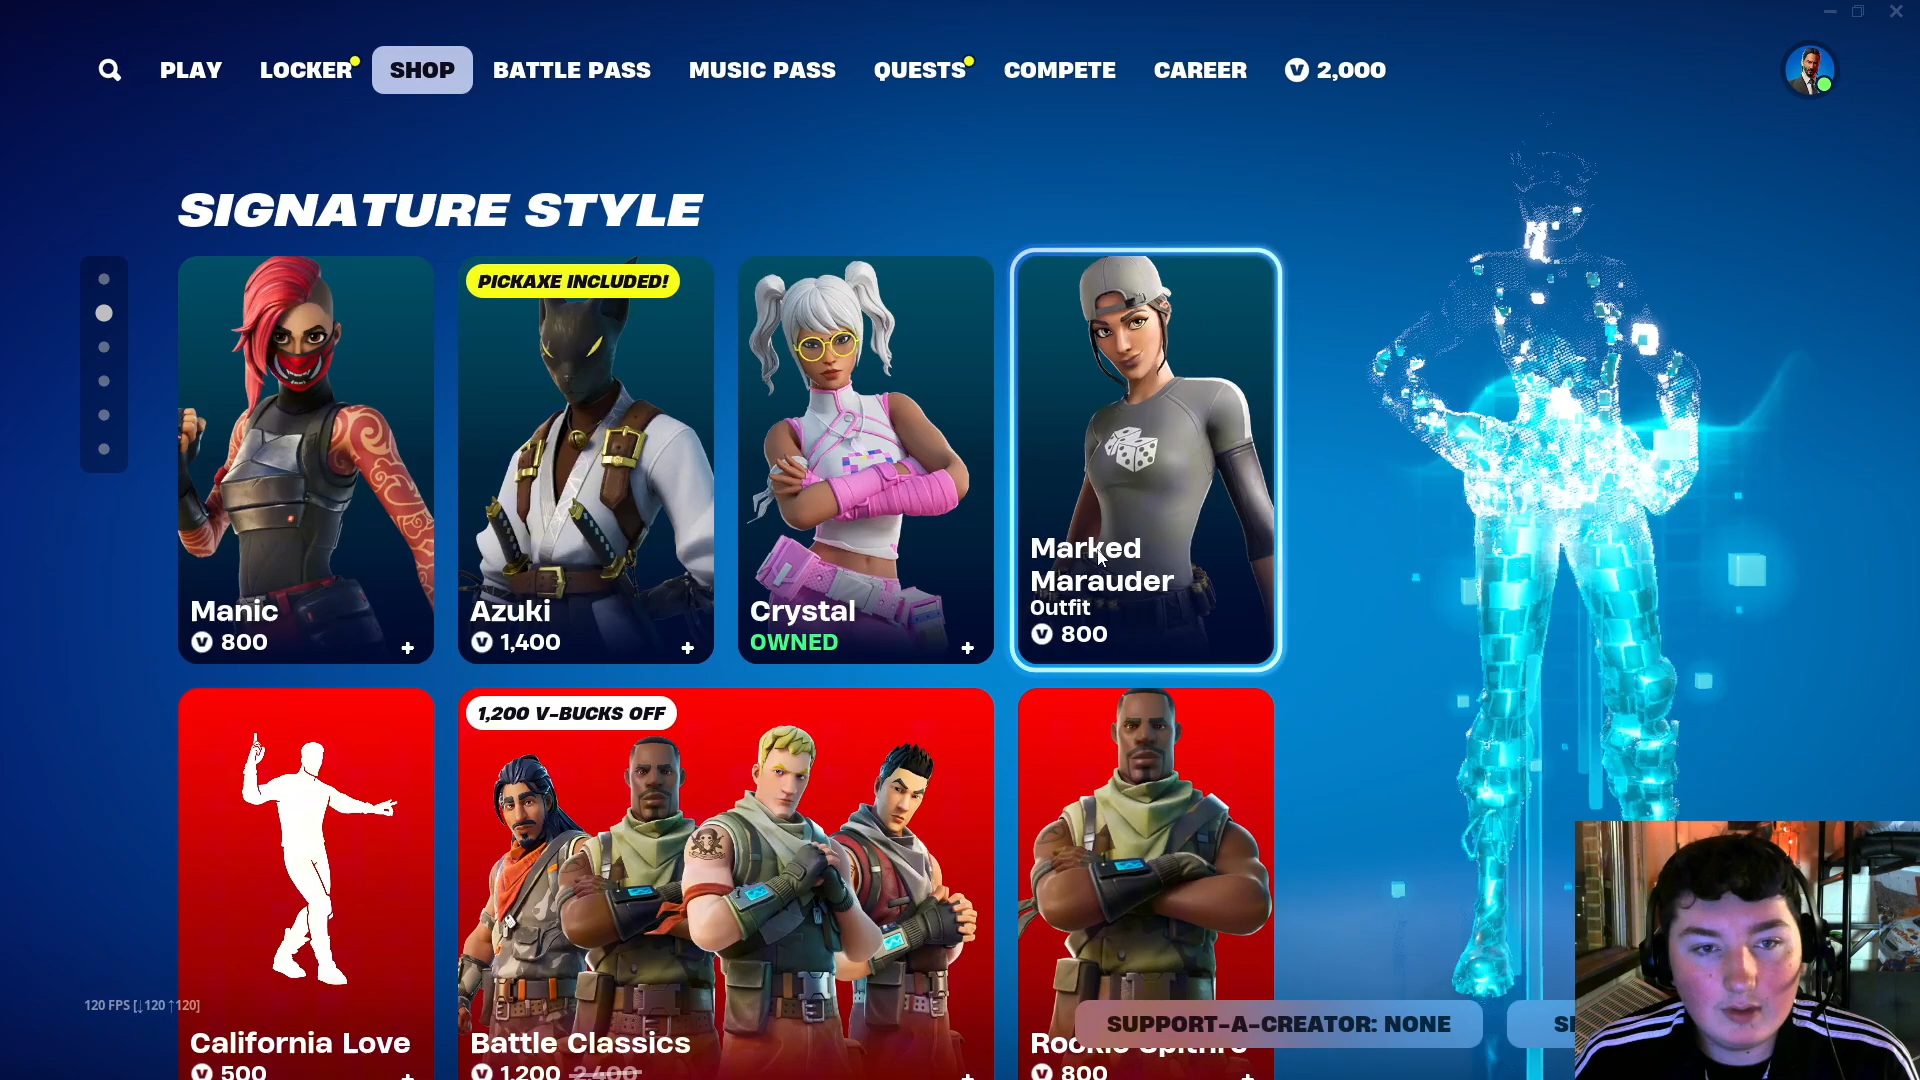 PLAY LOCKER SHOP BATTLE PASS MUSIC PASS QUESTS COMPETE CAREER V 2,000
SIGNATURE STYLE
PICKAXE INCLUDED!
Manic
V 800
Azuki
V 1,400
Crystal
OWNED
Marked
Marauder
Outfit
V 800
1,200 V-BUCKS OFF
California Love
V 500
Battle Classics
V 1,200 2,400
V 800
120 FPS [↓120 ↑120]
SUPPORT-A-CREATOR: NONE